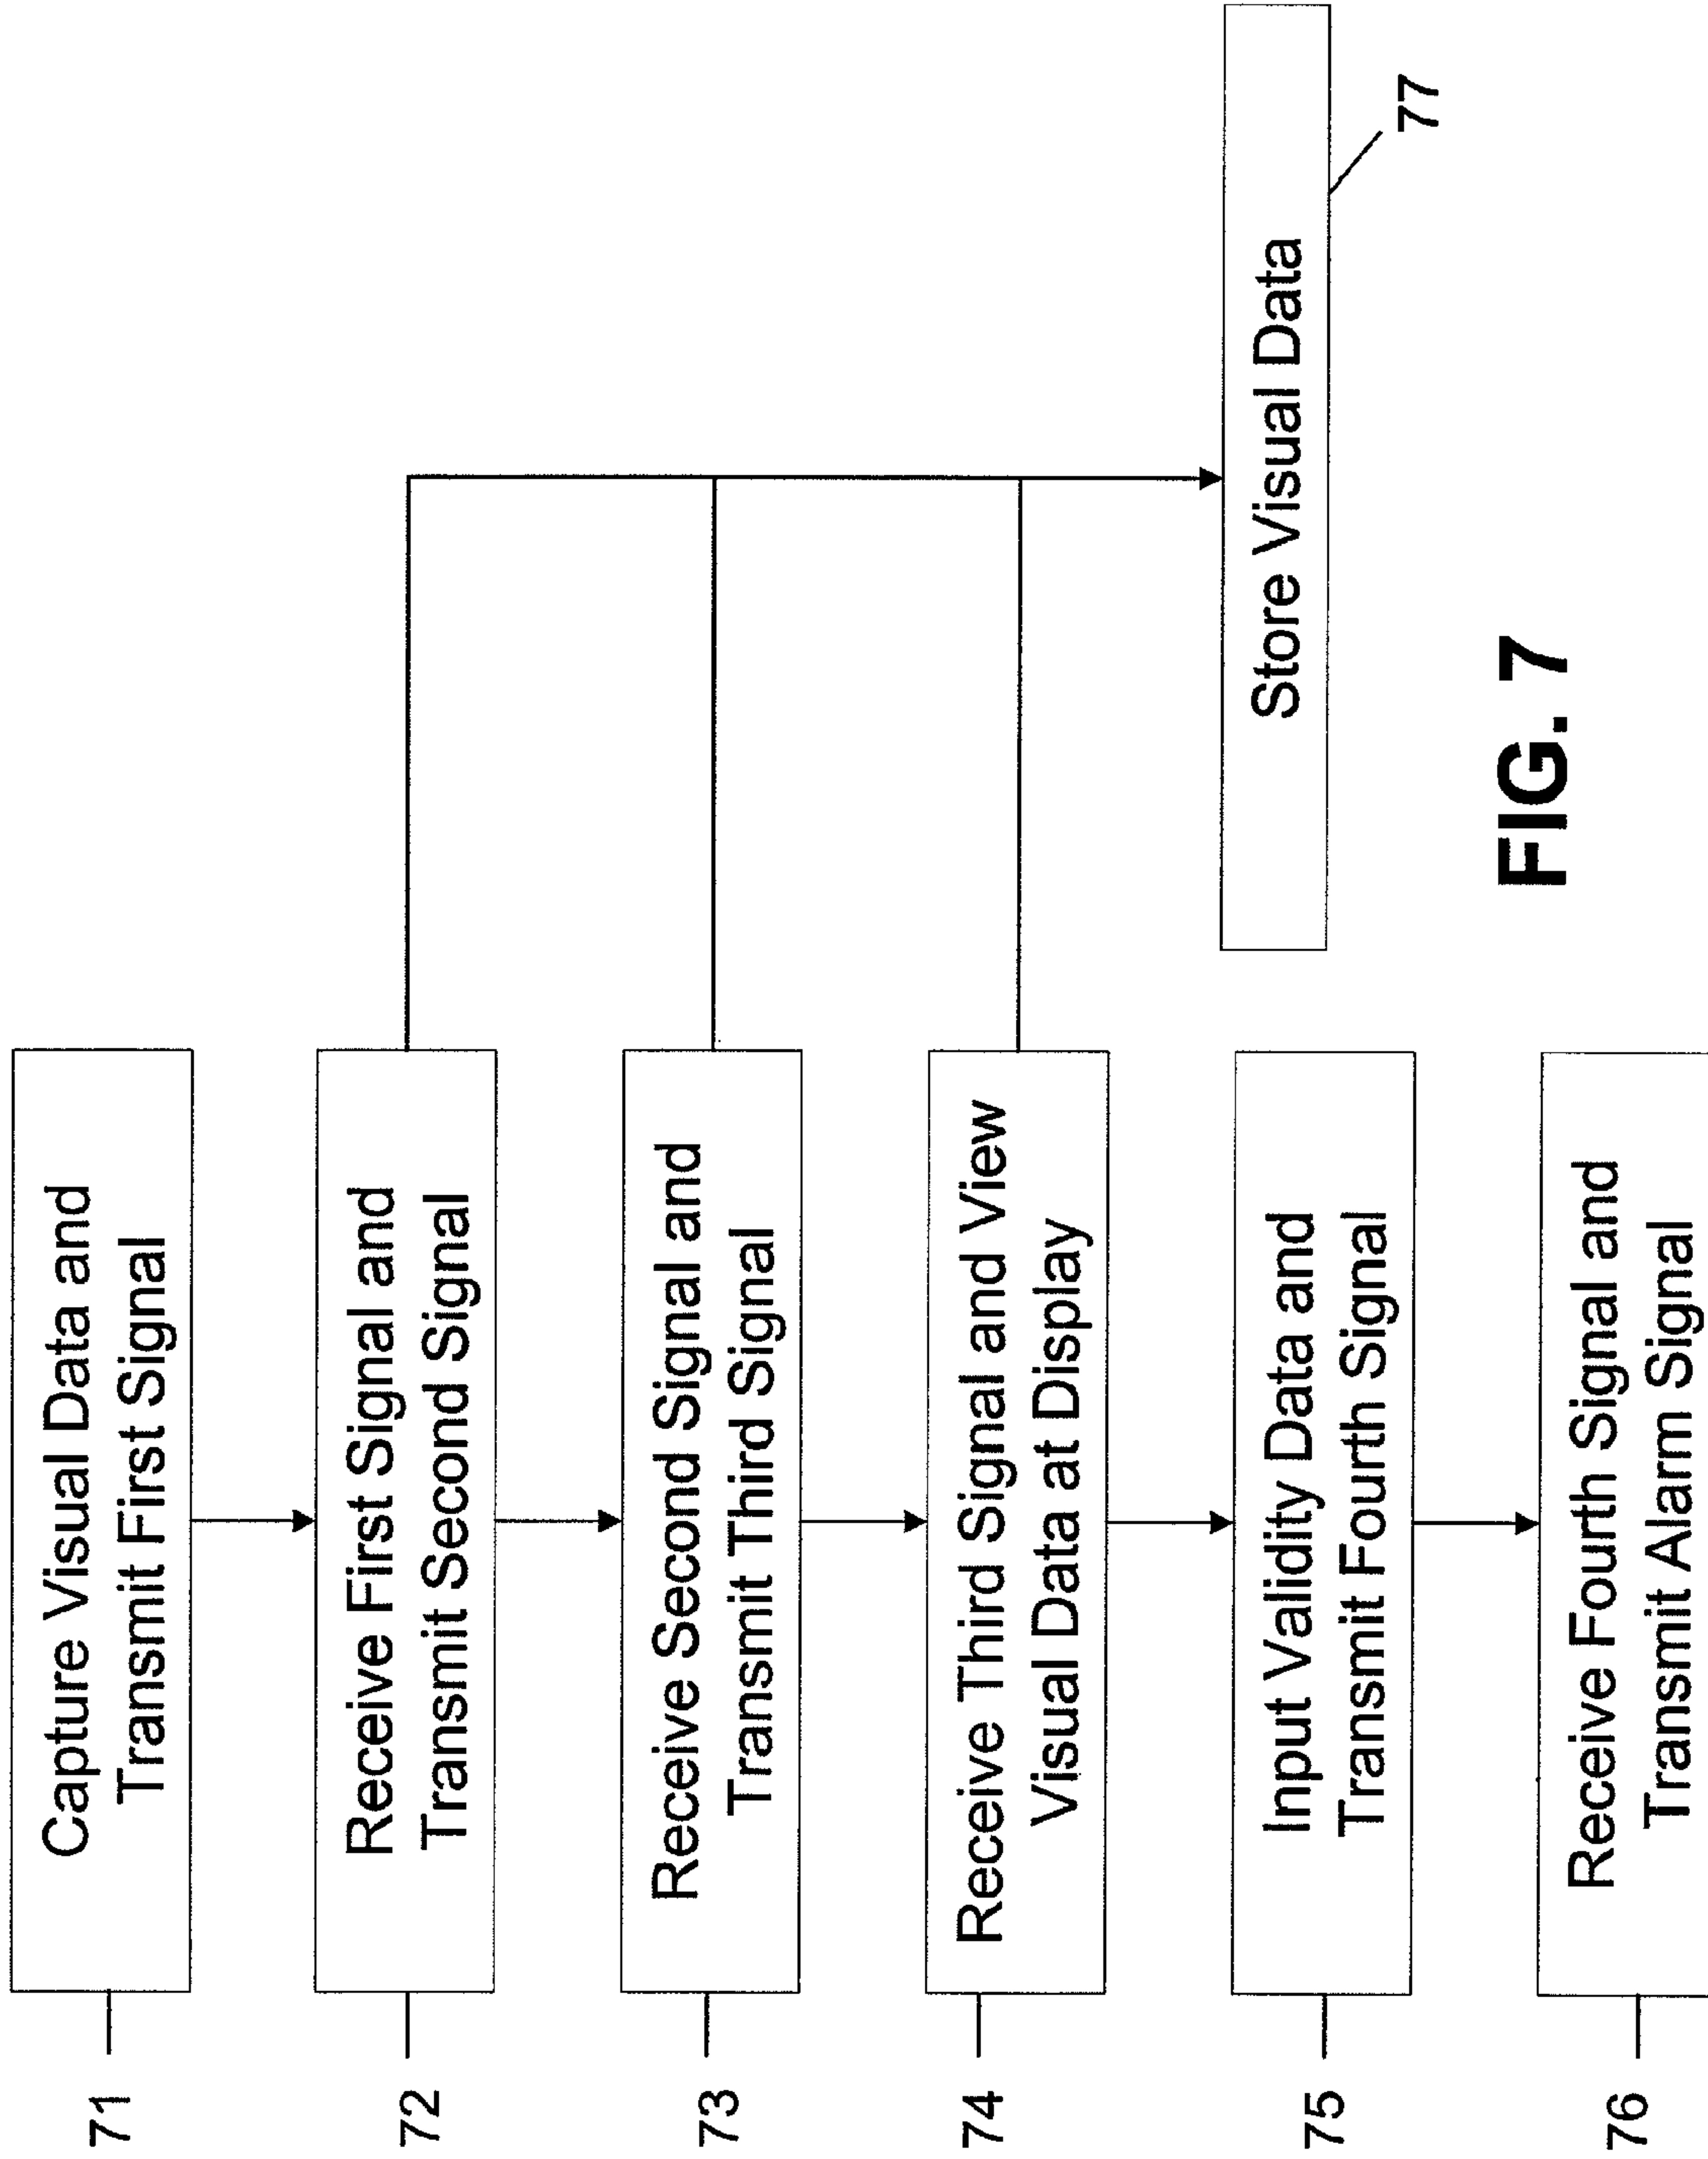 71
Capture Visual Data and
Transmit First Signal
72
Receive First Signal and
Transmit Second Signal
73
Receive Second Signal and
Transmit Third Signal
74
Receive Third Signal and View
Visual Data at Display
75
Input Validity Data and
Transmit Fourth Signal
76
Receive Fourth Signal and
Transmit Alarm Signal
Store Visual Data
77
FIG. 7